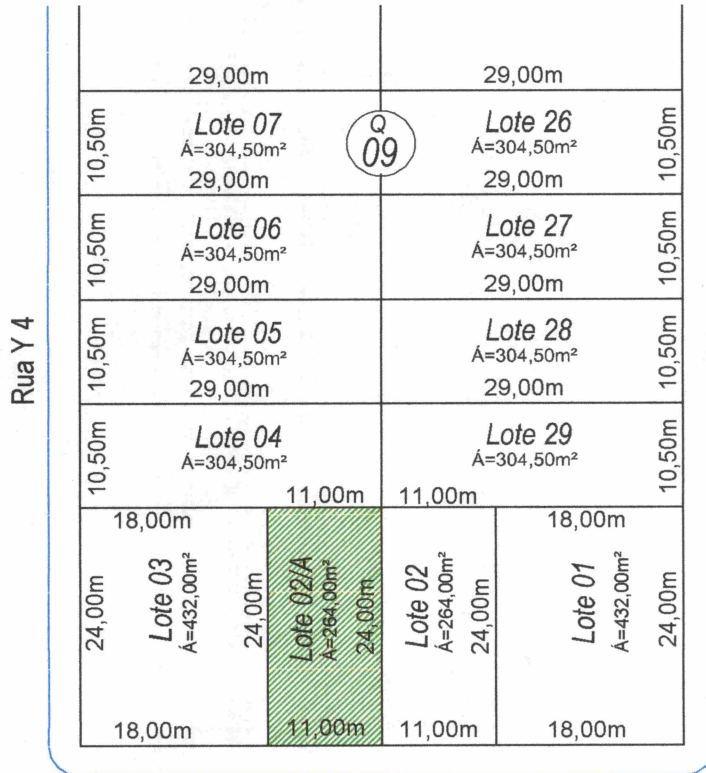 29,00m
29,00m
10,50m
Lote 07
Á=304,50m²
29,00m
Q
09
Lote 26
Á=304,50m²
29,00m
10,50m
10,50m
Lote 06
Á=304,50m²
29,00m
Lote 27
Á=304,50m²
29,00m
10,50m
Rua Y 4
10,50m
Lote 05
Á=304,50m²
29,00m
Lote 28
Á=304,50m²
29,00m
10,50m
10,50m
Lote 04
Á=304,50m²
Lote 29
Á=304,50m²
10,50m
11,00m
11,00m
18,00m
18,00m
24,00m
Lote 03
Á=432,00m²
24,00m
Lote 02/A
Á=264,00m²
24,00m
Lote 02
Á=264,00m²
24,00m
Lote 01
Á=432,00m²
24,00m
18,00m
11,00m
11,00m
18,00m